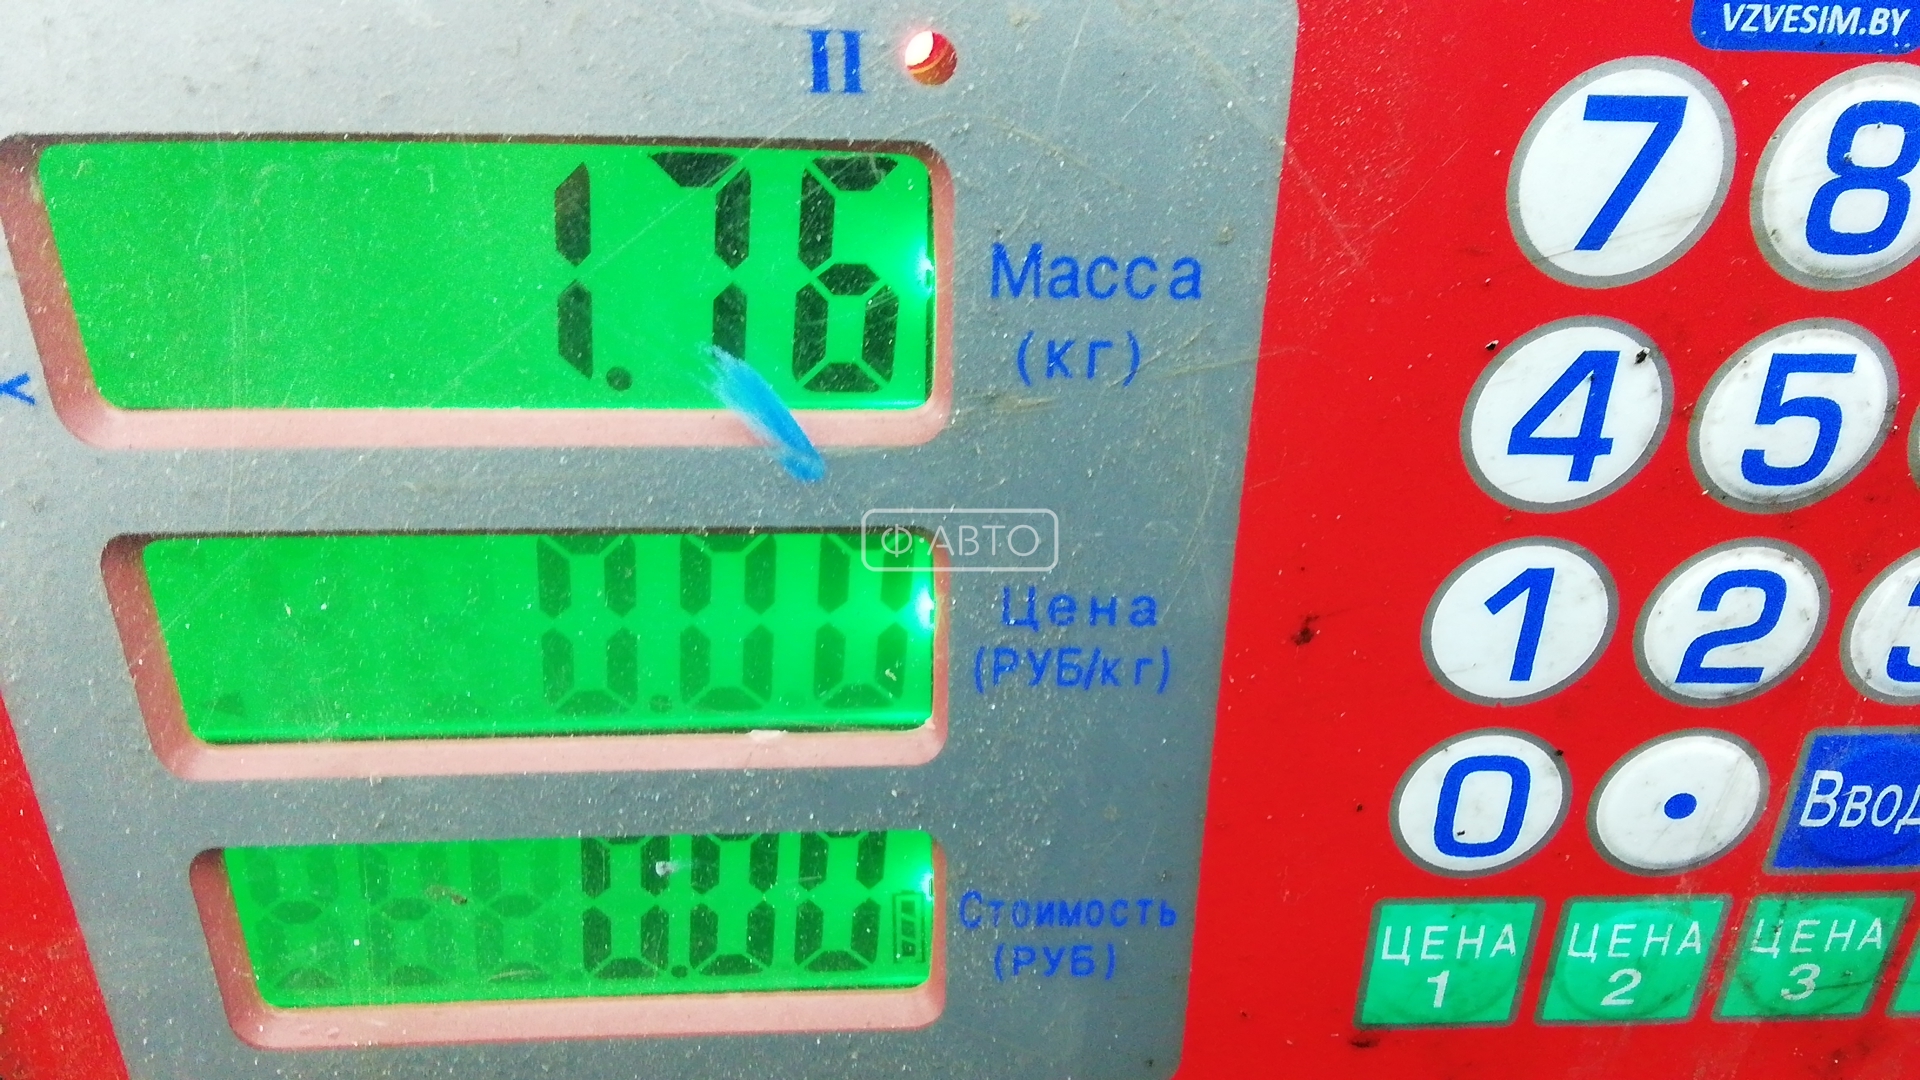 VZVESIM.BY
II
1.76
Масса
(кг)
7 8
4 5
Ф-АВТО
0.00
Цена
(РУБ/кг)
1 2
0 .
0.00
Стоимость
(РУБ)
ЦЕНА
1
ЦЕНА
2
ЦЕНА
3